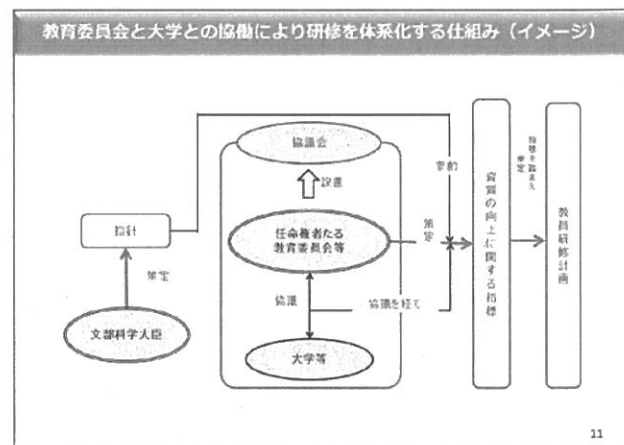 教育委員会と大学との協働により研修を体系化する仕組み（イメージ）
協議会
設置
参酌
指針
任命権者たる
教育委員会等
策定
策定
協議
協議を経て
文部科学大臣
大学等
資質の向上に関する指標
指標を踏まえ
策定
教員研修計画
11